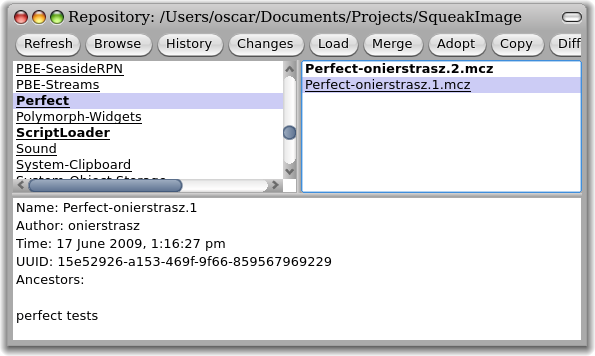 Repository: /Users/oscar/Documents/Projects/SqueakImage
Refresh Browse History Changes Load Merge Adopt Copy Diff
PBE-SeasideRPN
PBE-Streams
Perfect
Polymorph-Widgets
ScriptLoader
Sound
System-Clipboard
System-Object Storage
Perfect-onierstrasz.2.mcz
Perfect-onierstrasz.1.mcz
Name: Perfect-onierstrasz.1
Author: onierstrasz
Time: 17 June 2009, 1:16:27 pm
UUID: 15e52926-a153-469f-9f66-859567969229
Ancestors:
perfect tests